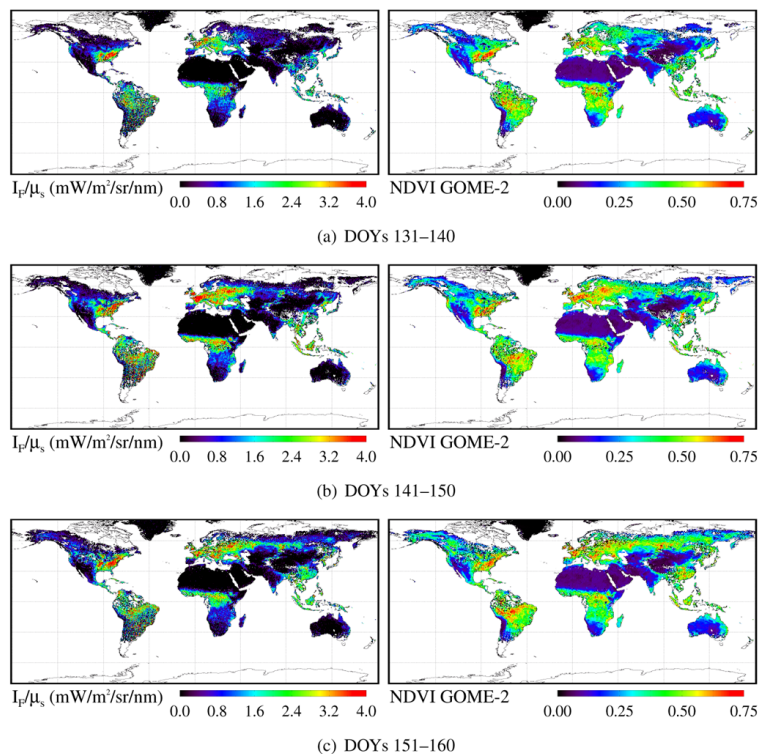 I_F/μ_s (mW/m²/sr/nm) 0.0 0.8 1.6 2.4 3.2 4.0 NDVI GOME-2 0.00 0.25 0.50 0.75
(a) DOYs 131–140
I_F/μ_s (mW/m²/sr/nm) 0.0 0.8 1.6 2.4 3.2 4.0 NDVI GOME-2 0.00 0.25 0.50 0.75
(b) DOYs 141–150
I_F/μ_s (mW/m²/sr/nm) 0.0 0.8 1.6 2.4 3.2 4.0 NDVI GOME-2 0.00 0.25 0.50 0.75
(c) DOYs 151–160